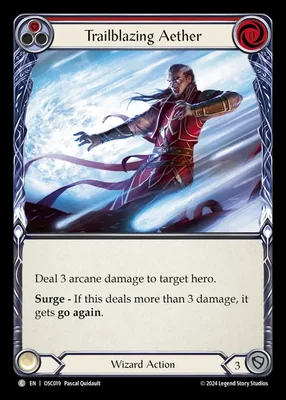 Trailblazing Aether
Deal 3 arcane damage to target hero.
Surge - If this deals more than 3 damage, it
gets go again.
Wizard Action
3
C EN | OSC019 Pascal Quidault
© 2024 Legend Story Studios